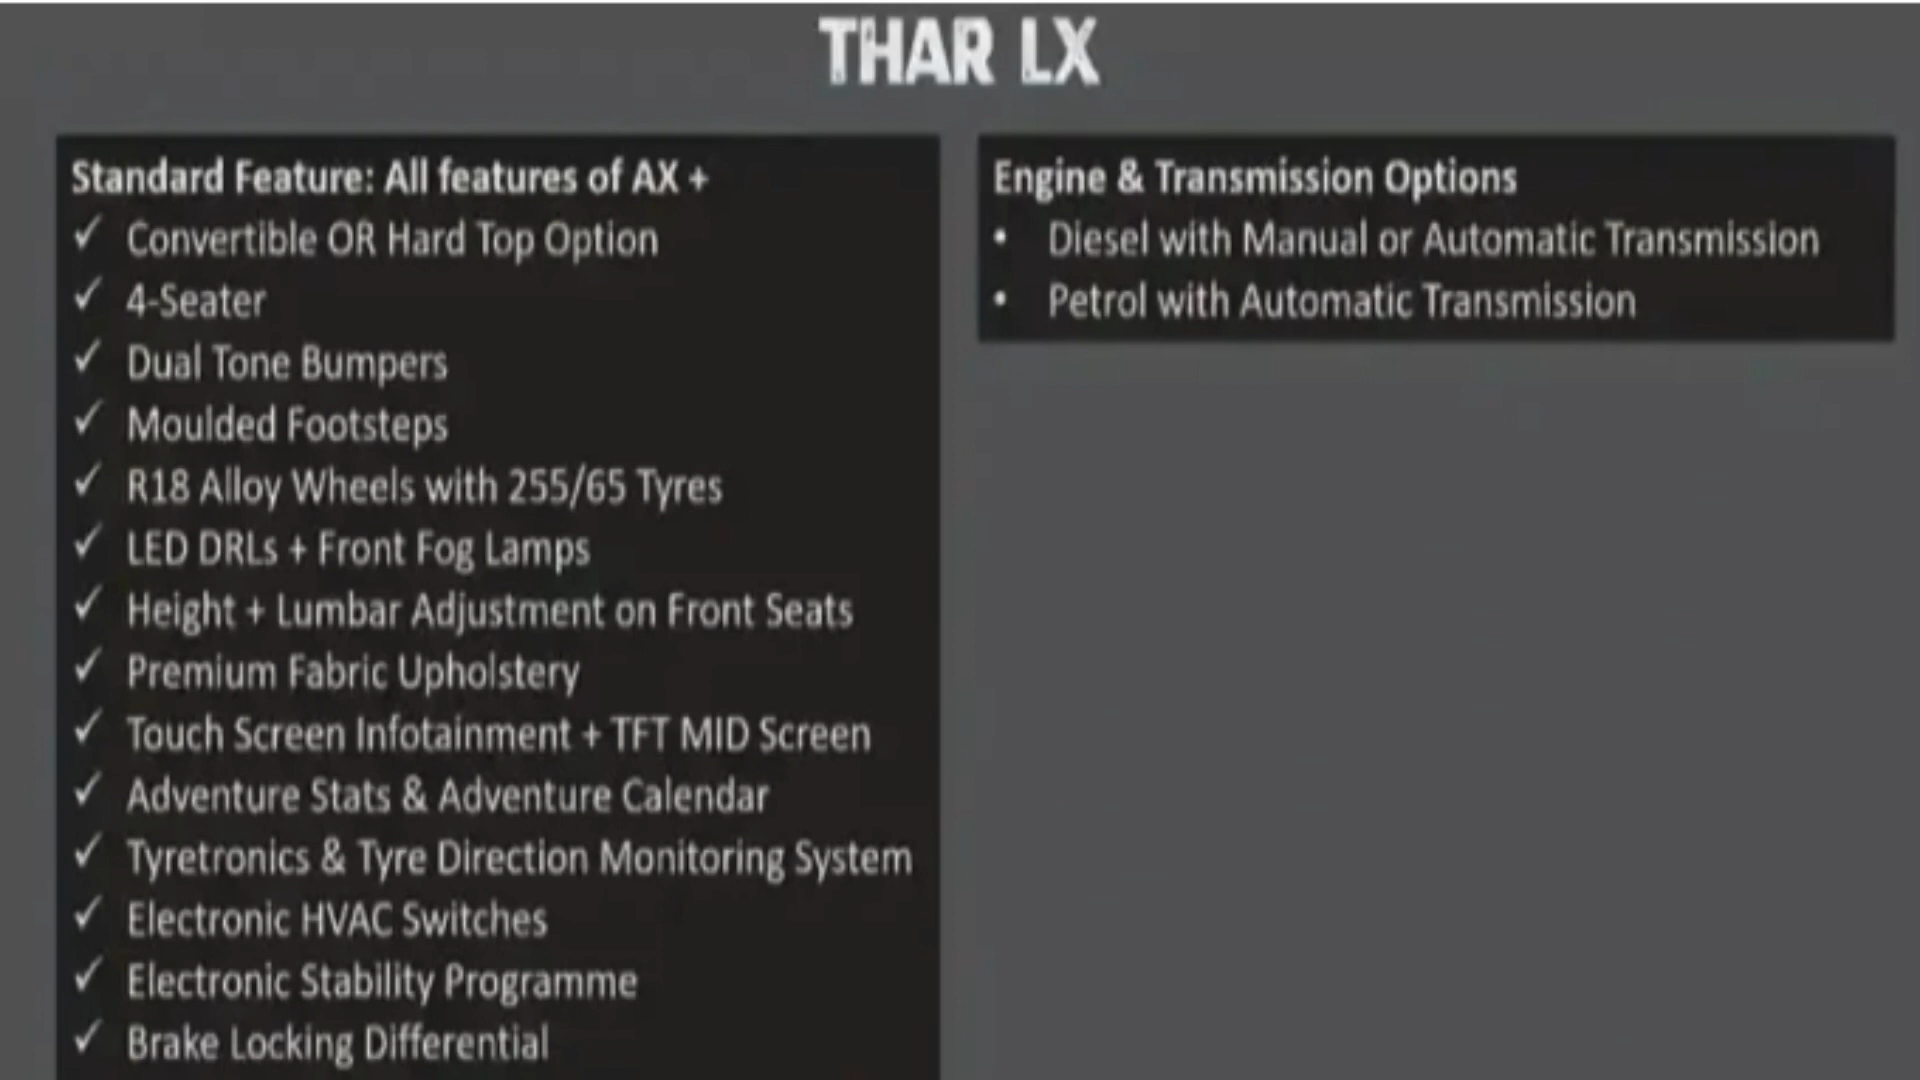 THAR LX
Standard Feature: All features of AX +
✓ Convertible OR Hard Top Option
✓ 4-Seater
✓ Dual Tone Bumpers
✓ Moulded Footsteps
✓ R18 Alloy Wheels with 255/65 Tyres
✓ LED DRLs + Front Fog Lamps
✓ Height + Lumbar Adjustment on Front Seats
✓ Premium Fabric Upholstery
✓ Touch Screen Infotainment + TFT MID Screen
✓ Adventure Stats & Adventure Calendar
✓ Tyretronics & Tyre Direction Monitoring System
✓ Electronic HVAC Switches
✓ Electronic Stability Programme
✓ Brake Locking Differential
Engine & Transmission Options
• Diesel with Manual or Automatic Transmission
• Petrol with Automatic Transmission